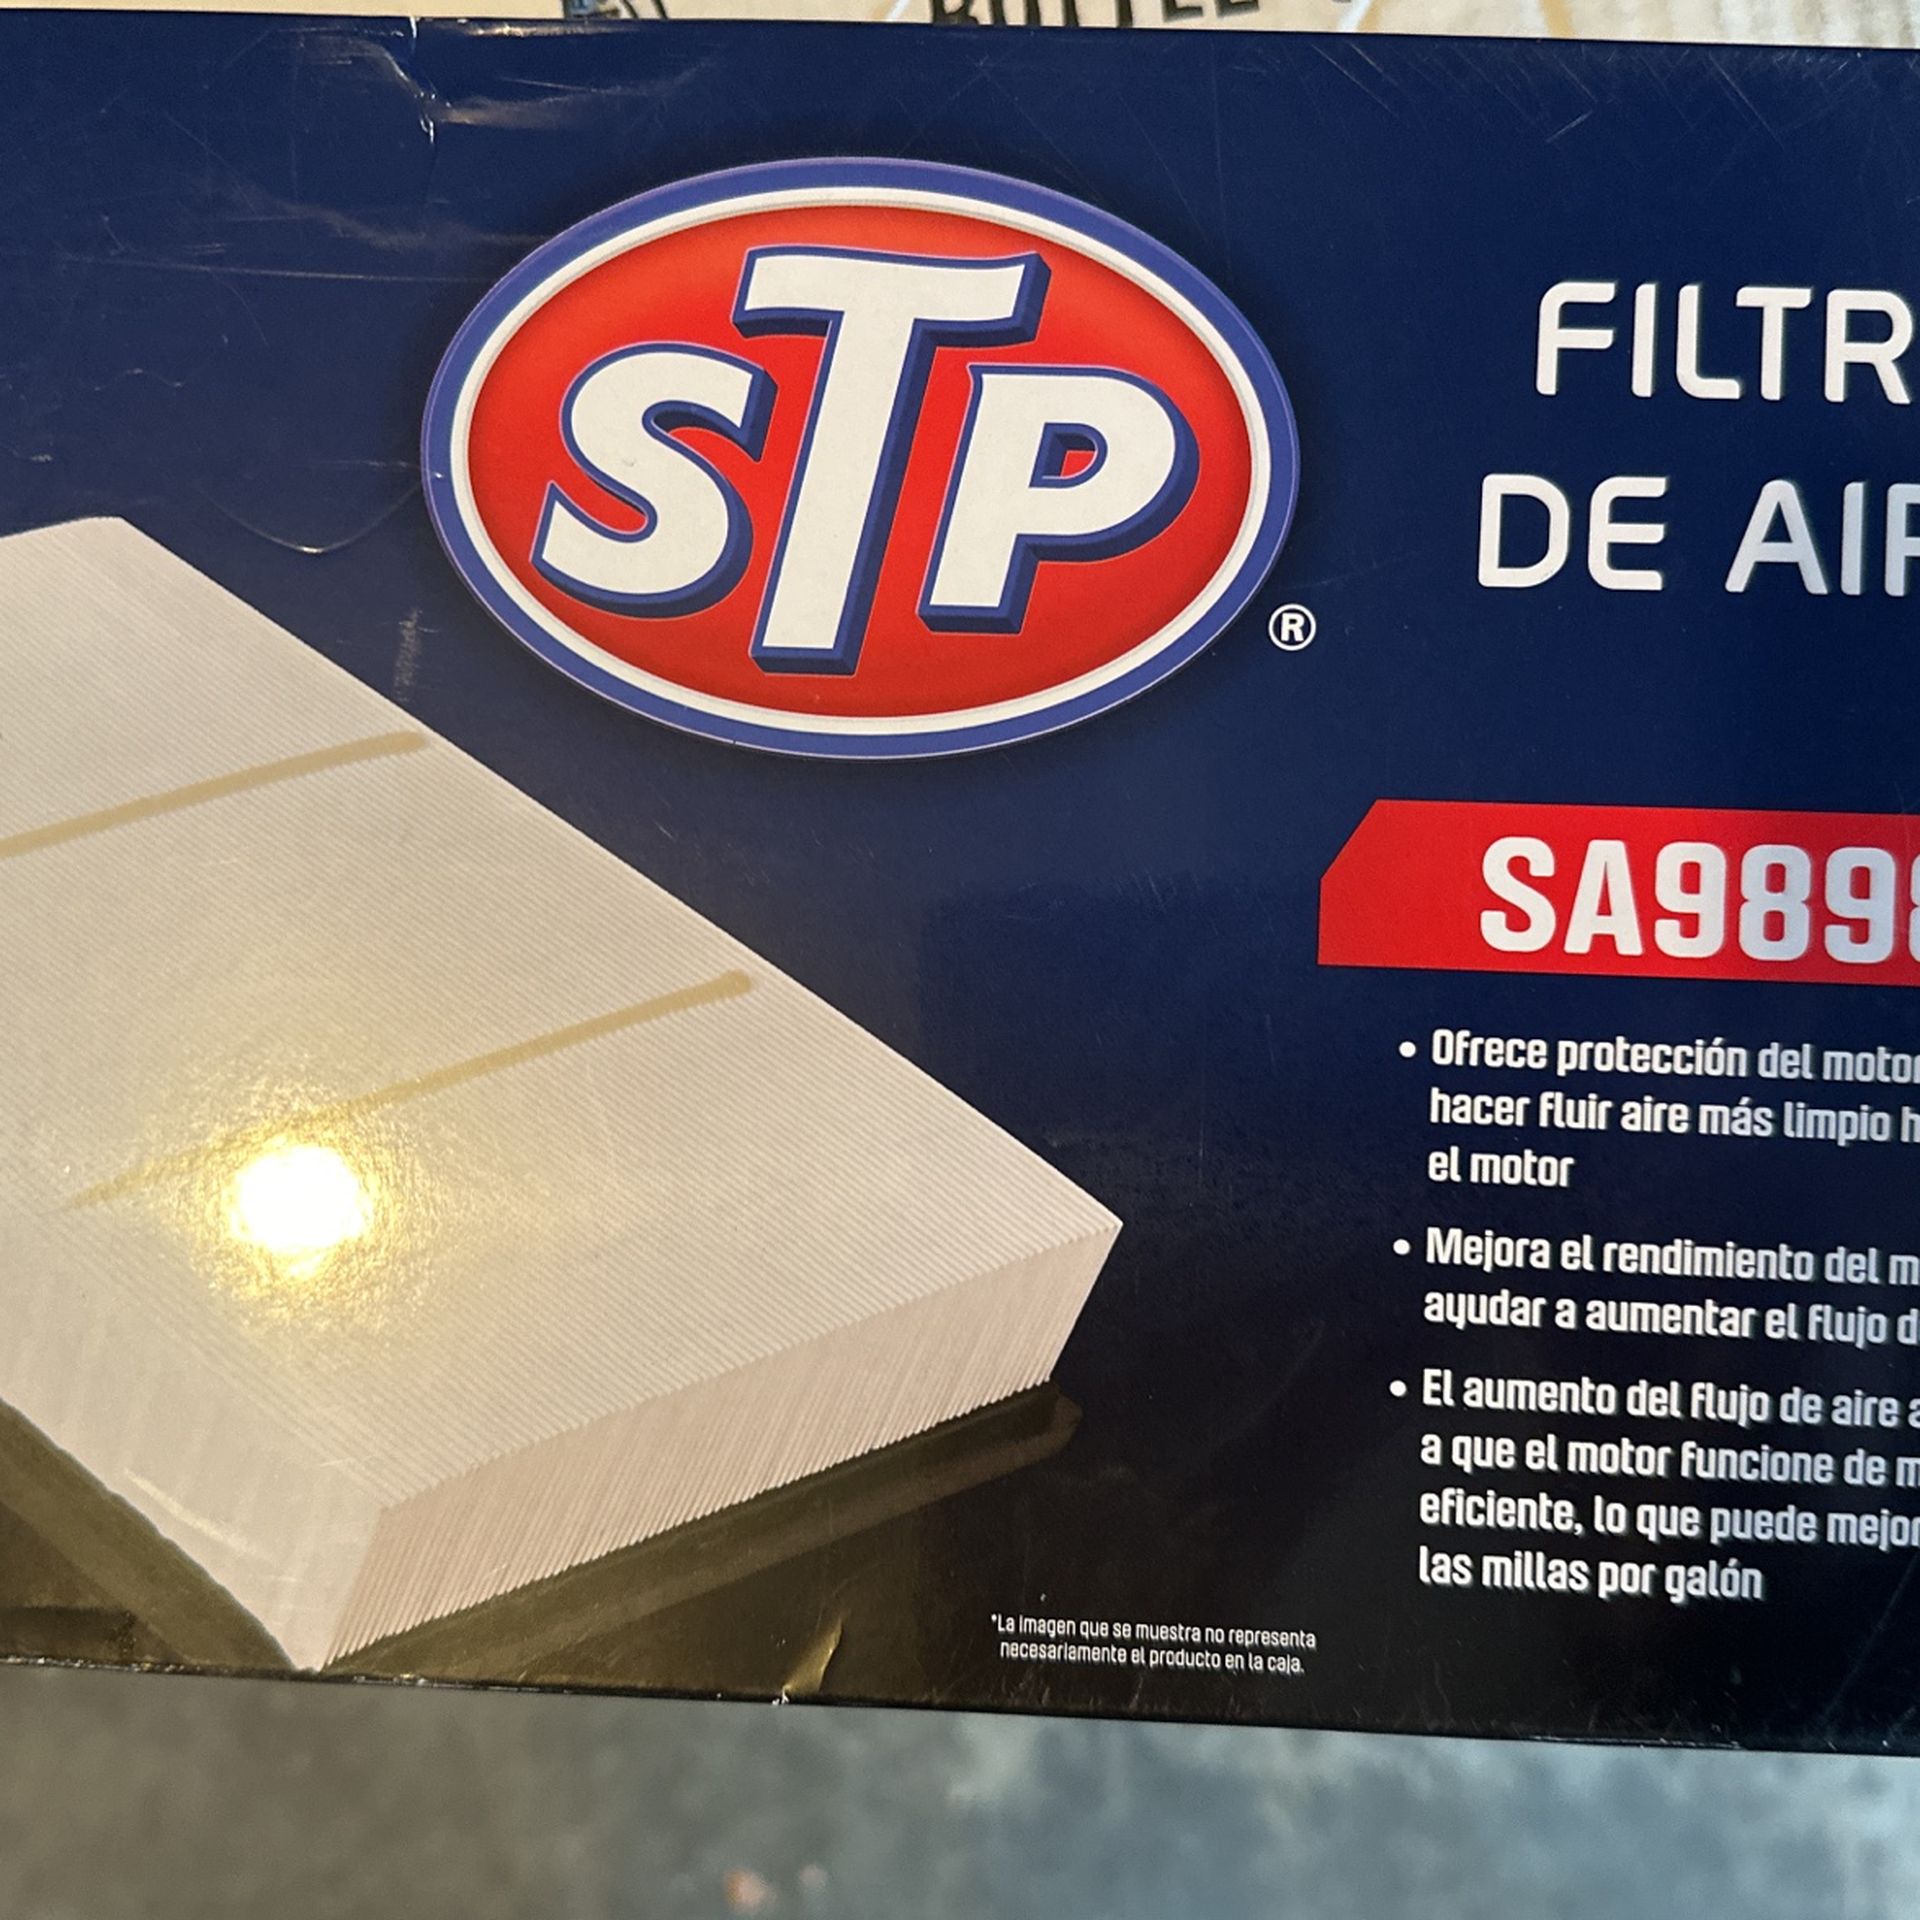 STP
®
FILTR
DE AIR
SA989
• Ofrece protección del motor
hacer fluir aire más limpio h
el motor
• Mejora el rendimiento del m
ayudar a aumentar el flujo d
• El aumento del flujo de aire a
a que el motor funcione de m
eficiente, lo que puede mejor
las millas por galón
*La imagen que se muestra no representa
necesariamente el producto en la caja.